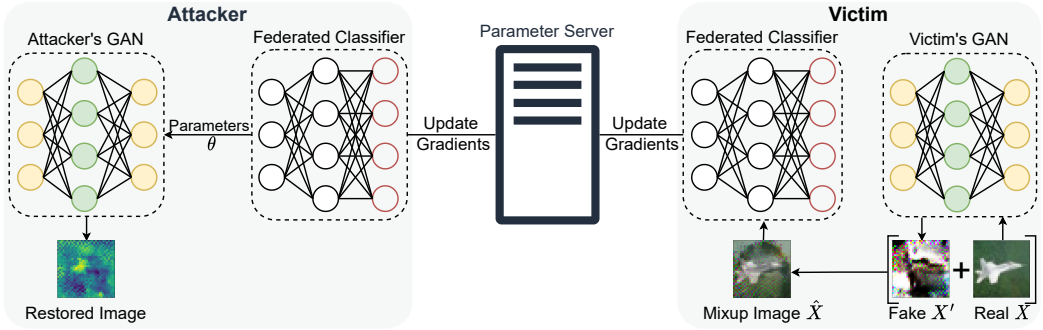 Attacker
Attacker's GAN
Federated Classifier
Parameters
θ
Restored Image
Update
Gradients
Parameter Server
Update
Gradients
Victim
Federated Classifier
Victim's GAN
Mixup Image X̂
Fake X′
+
Real X